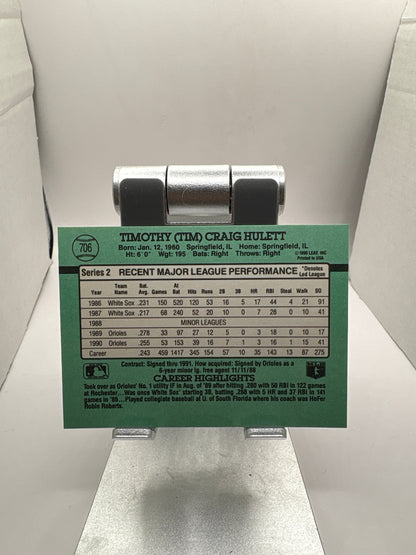 706
TIMOTHY (TIM) CRAIG HULETT
Born: Jan. 12, 1960 Springfield, IL Home: Springfield, IL
Ht: 6'0" Wgt: 195 Bats: Right Throws: Right
© 1990 LEAF, INC.
Printed in USA
Series 2 RECENT MAJOR LEAGUE PERFORMANCE *Denotes Led League
Year Team Name Bat. Avg. Games At Bat Hits Runs 2B 3B HR RBI Steal Walk SO
1986 White Sox .231 150 520 120 53 16 5 17 44 4 21 91
1987 White Sox .217 68 240 52 20 10 0 7 28 0 10 41
1988 MINOR LEAGUES
1989 Orioles .278 33 97 27 12 5 0 3 18 0 10 17
1990 Orioles .255 53 153 16 7 1 3 16 1 15 41
Career .243 459 1417 345 154 57 10 35 143 13 87 275
Contract: Signed thru 1991. How acquired: Signed by Orioles as a
6-year minor lg. free agent 11/11/88
CAREER HIGHLIGHTS
Took over as Orioles' No. 1 utility IF in Aug. of '89 after hitting .280 with 50 RBI in 122 games
at Rochester...Was once White Sox' starting 3B, batting .268 with 5 HR and 37 RBI in 141
games in '85...Played collegiate baseball at U. of South Florida where his coach was HoFer
Robin Roberts.